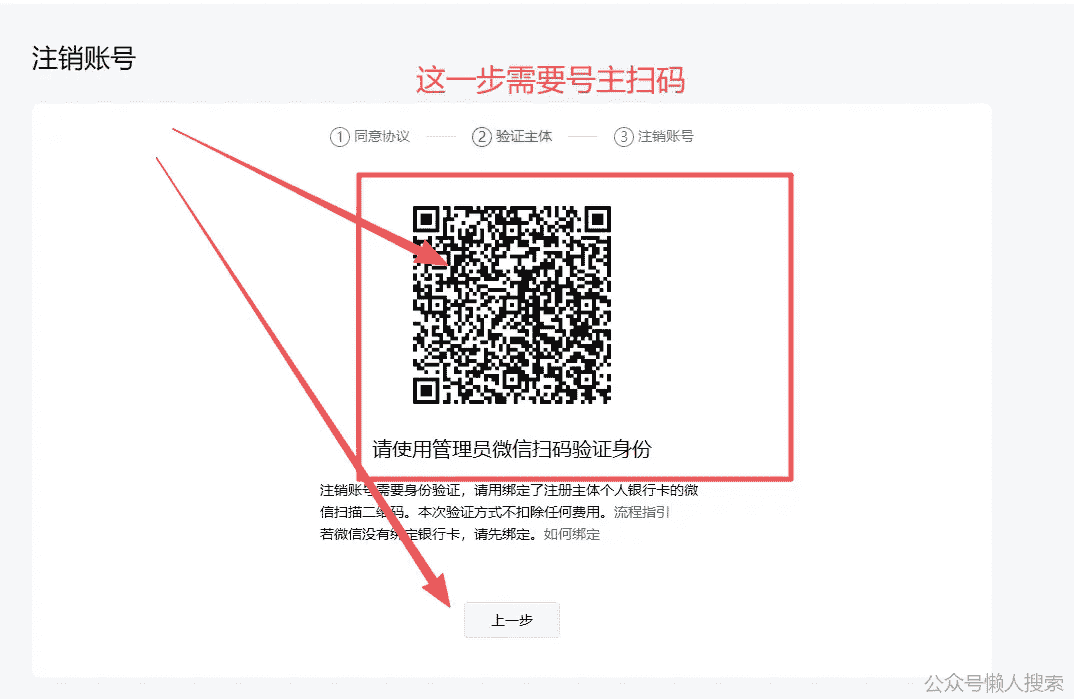 注销账号
这一步需要号主扫码
1 同意协议 2 验证主体 3 注销账号
请使用管理员微信扫码验证身份
注销账号需要身份验证，请用绑定了注册主体个人银行卡的微
信扫描二维码。本次验证方式不扣除任何费用。流程指引
若微信没有绑定银行卡，请先绑定。如何绑定
上一步
公众号懒人搜索